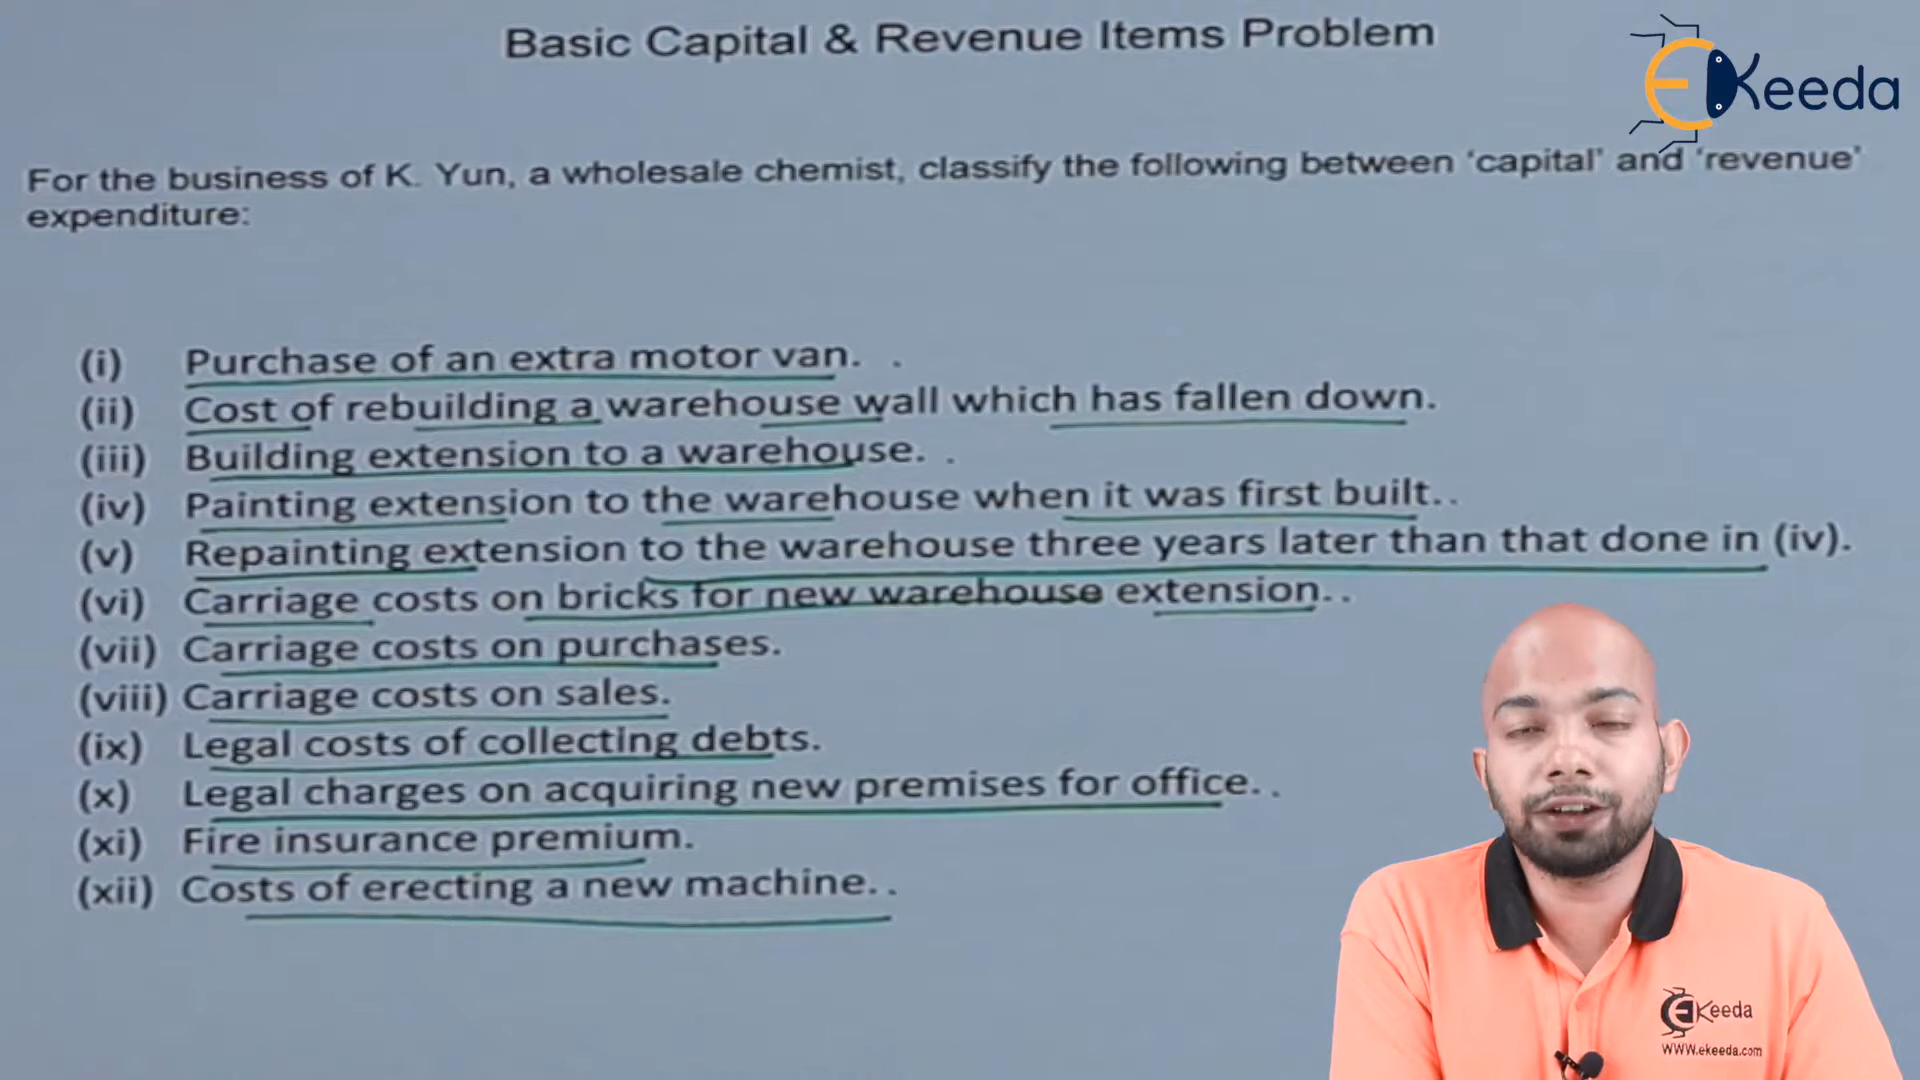 Basic Capital & Revenue Items Problem
EKeeda
For the business of K. Yun, a wholesale chemist, classify the following between ‘capital’ and ‘revenue’
expenditure:
(i) Purchase of an extra motor van. .
(ii) Cost of rebuilding a warehouse wall which has fallen down.
(iii) Building extension to a warehouse. .
(iv) Painting extension to the warehouse when it was first built. .
(v) Repainting extension to the warehouse three years later than that done in (iv).
(vi) Carriage costs on bricks for new warehouse extension. .
(vii) Carriage costs on purchases.
(viii) Carriage costs on sales.
(ix) Legal costs of collecting debts.
(x) Legal charges on acquiring new premises for office. .
(xi) Fire insurance premium.
(xii) Costs of erecting a new machine. .
EKeeda
WWW.ekeeda.com